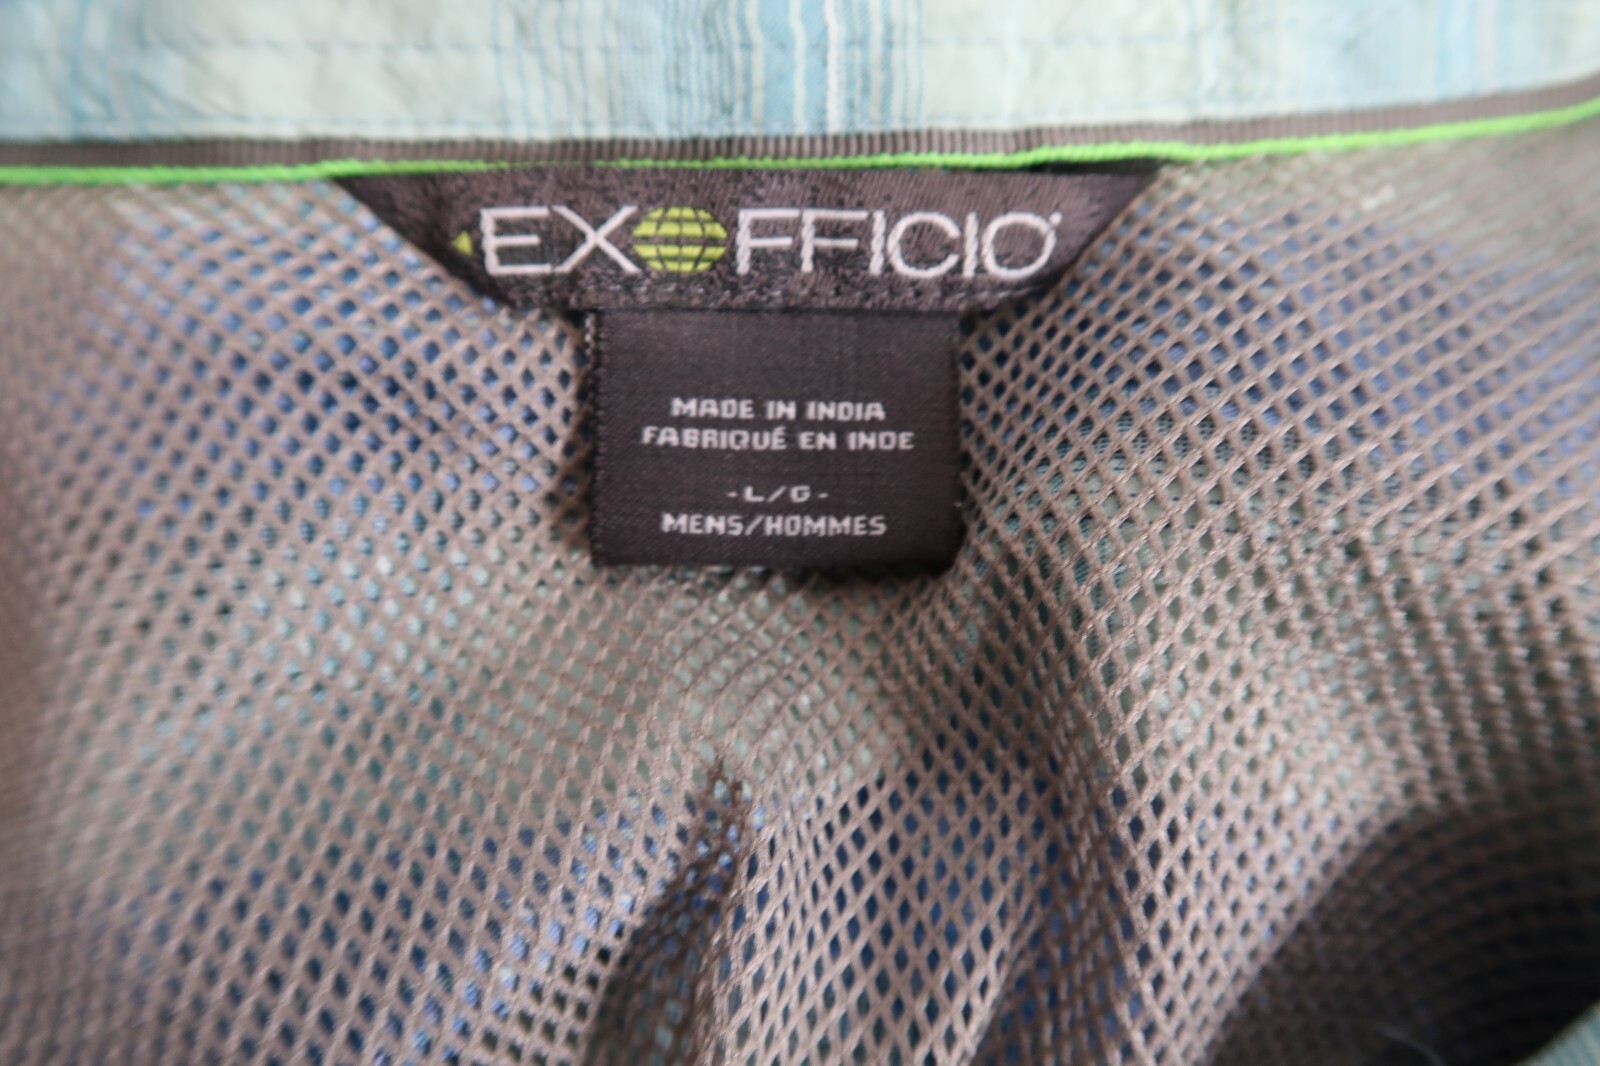 EXOFFICIO
MADE IN INDIA
FABRIQUÉ EN INDE
-L/G-
MENS/HOMMES